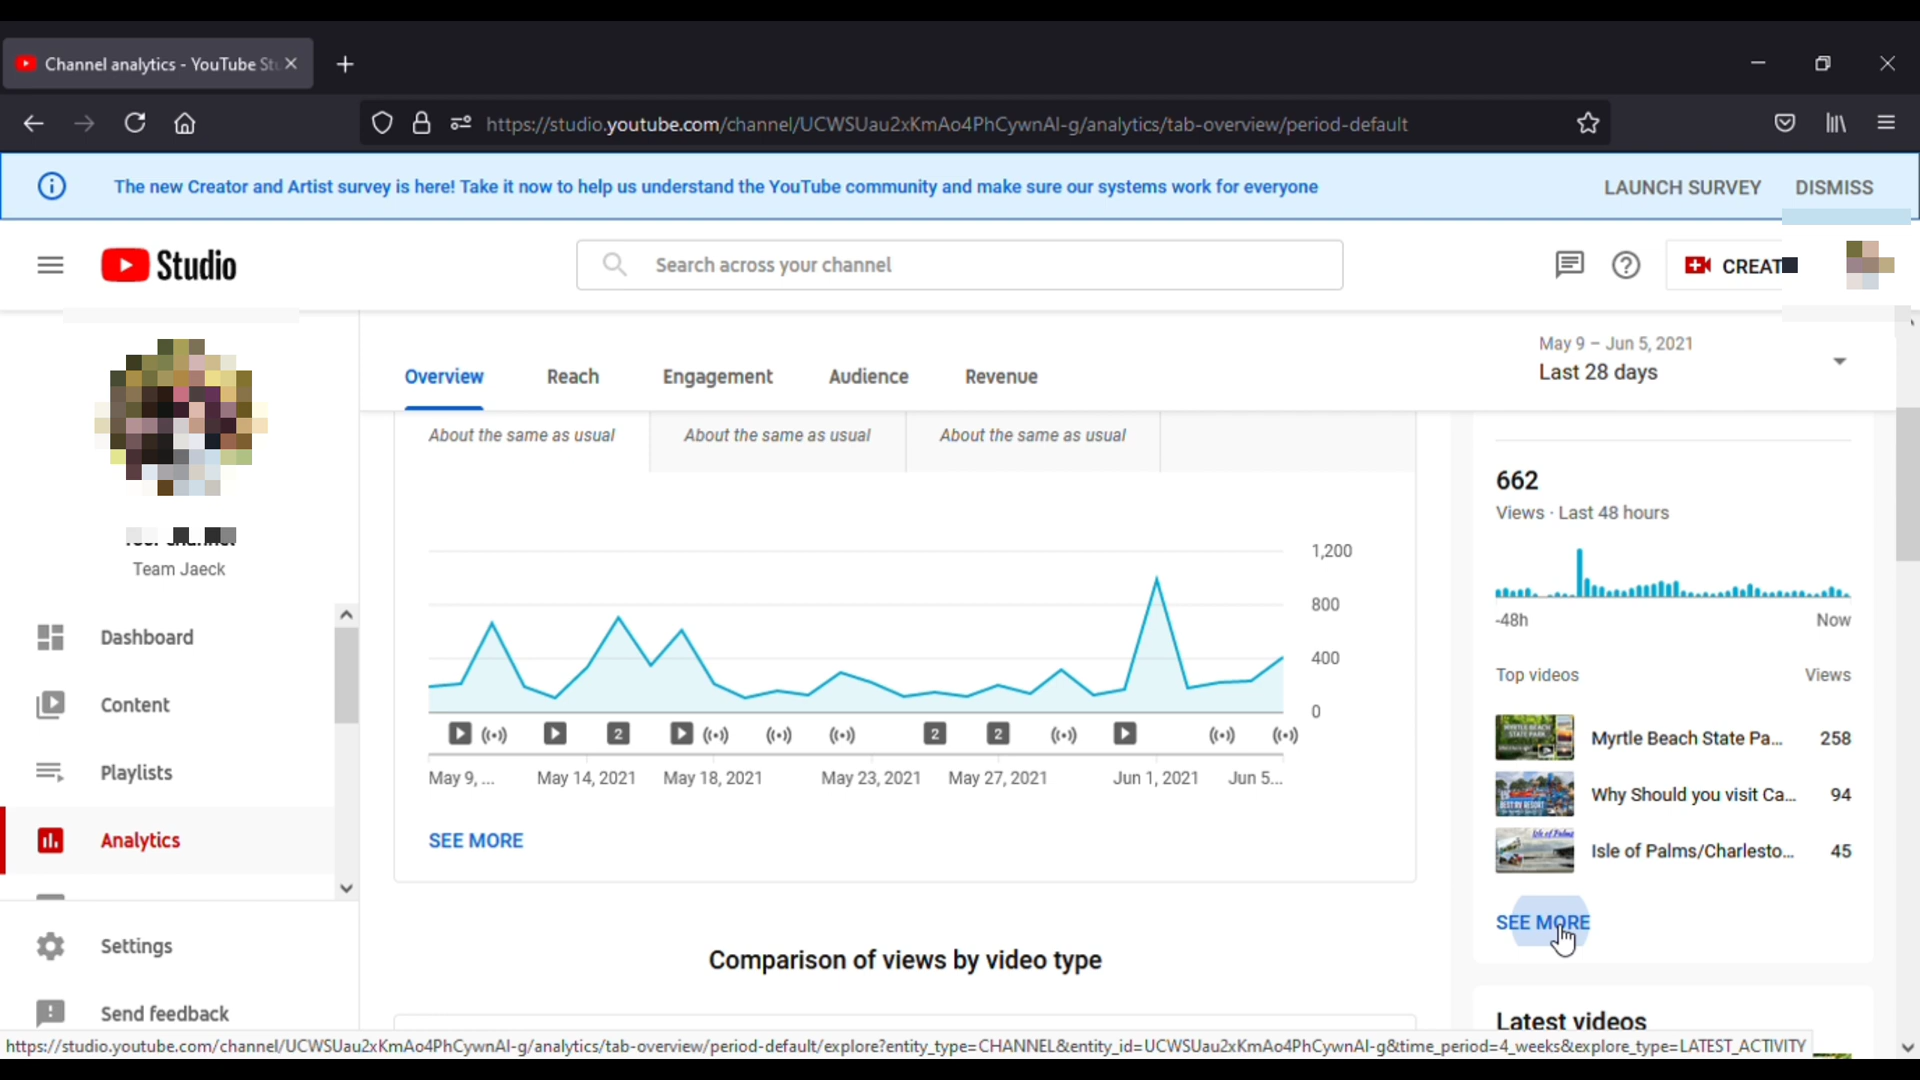 Channel analytics - YouTube St
https://studio.youtube.com/channel/UCWSUau2xKmAo4PhCywnAI-g/analytics/tab-overview/period-default
The new Creator and Artist survey is here! Take it now to help us understand the YouTube community and make sure our systems work for everyone
LAUNCH SURVEY DISMISS
Studio
Search across your channel
CREAT
Team Jaeck
Dashboard
Content
Playlists
Analytics
Settings
Send feedback
Overview Reach Engagement Audience Revenue
May 9 – Jun 5, 2021
Last 28 days
About the same as usual About the same as usual About the same as usual
1,200
800
400
0
2 2 2
May 9, ... May 14, 2021 May 18, 2021 May 23, 2021 May 27, 2021 Jun 1, 2021 Jun 5...
SEE MORE
Comparison of views by video type
662
Views · Last 48 hours
-48h Now
Top videos Views
Myrtle Beach State Pa... 258
Why Should you visit Ca... 94
Isle of Palms/Charlesto... 45
SEE MORE
Latest videos
https://studio.youtube.com/channel/UCWSUau2xKmAo4PhCywnAI-g/analytics/tab-overview/period-default/explore?entity_type=CHANNEL&entity_id=UCWSUau2xKmAo4PhCywnAI-g&time_period=4_weeks&explore_type=LATEST_ACTIVITY